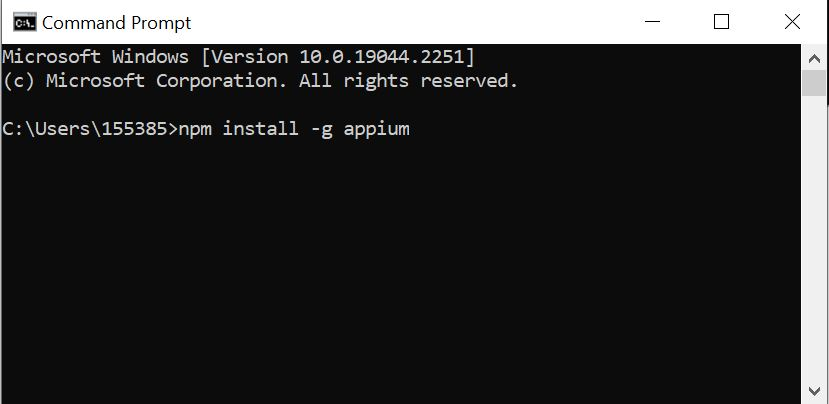 Command Prompt
Microsoft Windows [Version 10.0.19044.2251]
(c) Microsoft Corporation. All rights reserved.
C:\Users\155385>npm install -g appium